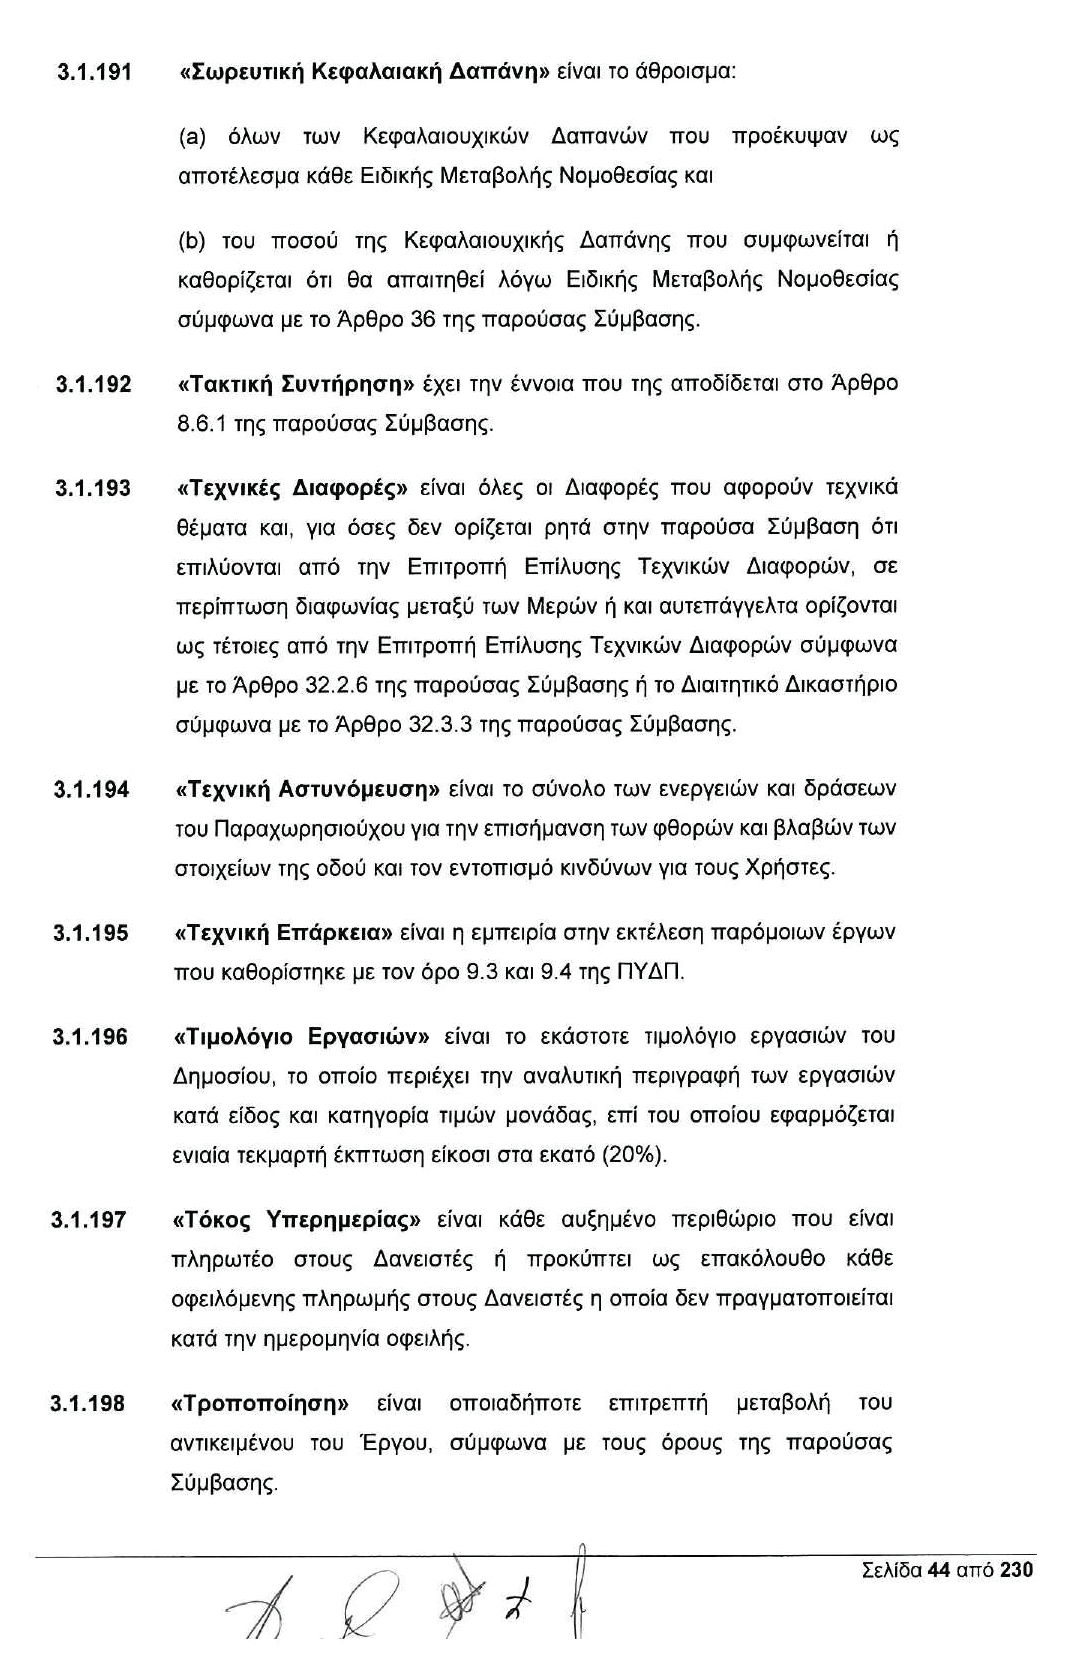 3.1.191 «Σωρευτική Κεφαλαιακή Δαπάνη» είναι το άθροισμα:
(a) όλων των Κεφαλαιουχικών Δαπανών που προέκυψαν ως
αποτέλεσμα κάθε Ειδικής Μεταβολής Νομοθεσίας και
(b) του ποσού της Κεφαλαιουχικής Δαπάνης που συμφωνείται ή
καθορίζεται ότι θα απαιτηθεί λόγω Ειδικής Μεταβολής Νομοθεσίας
σύμφωνα με το Άρθρο 36 της παρούσας Σύμβασης.
3.1.192 «Τακτική Συντήρηση» έχει την έννοια που της αποδίδεται στο Άρθρο
8.6.1 της παρούσας Σύμβασης.
3.1.193 «Τεχνικές Διαφορές» είναι όλες οι Διαφορές που αφορούν τεχνικά
θέματα και, για όσες δεν ορίζεται ρητά στην παρούσα Σύμβαση ότι
επιλύονται από την Επιτροπή Επίλυσης Τεχνικών Διαφορών, σε
περίπτωση διαφωνίας μεταξύ των Μερών ή και αυτεπάγγελτα ορίζονται
ως τέτοιες από την Επιτροπή Επίλυσης Τεχνικών Διαφορών σύμφωνα
με το Άρθρο 32.2.6 της παρούσας Σύμβασης ή το Διαιτητικό Δικαστήριο
σύμφωνα με το Άρθρο 32.3.3 της παρούσας Σύμβασης.
3.1.194 «Τεχνική Αστυνόμευση» είναι το σύνολο των ενεργειών και δράσεων
του Παραχωρησιούχου για την επισήμανση των φθορών και βλαβών των
στοιχείων της οδού και τον εντοπισμό κινδύνων για τους Χρήστες.
3.1.195 «Τεχνική Επάρκεια» είναι η εμπειρία στην εκτέλεση παρόμοιων έργων
που καθορίστηκε με τον όρο 9.3 και 9.4 της ΠΥΔΠ.
3.1.196 «Τιμολόγιο Εργασιών» είναι το εκάστοτε τιμολόγιο εργασιών του
Δημοσίου, το οποίο περιέχει την αναλυτική περιγραφή των εργασιών
κατά είδος και κατηγορία τιμών μονάδας, επί του οποίου εφαρμόζεται
ενιαία τεκμαρτή έκπτωση είκοσι στα εκατό (20%).
3.1.197 «Τόκος Υπερημερίας» είναι κάθε αυξημένο περιθώριο που είναι
πληρωτέο στους Δανειστές ή προκύπτει ως επακόλουθο κάθε
οφειλόμενης πληρωμής στους Δανειστές η οποία δεν πραγματοποιείται
κατά την ημερομηνία οφειλής.
3.1.198 «Τροποποίηση» είναι οποιαδήποτε επιτρεπτή μεταβολή του
αντικειμένου του Έργου, σύμφωνα με τους όρους της παρούσας
Σύμβασης.
Σελίδα 44 από 230